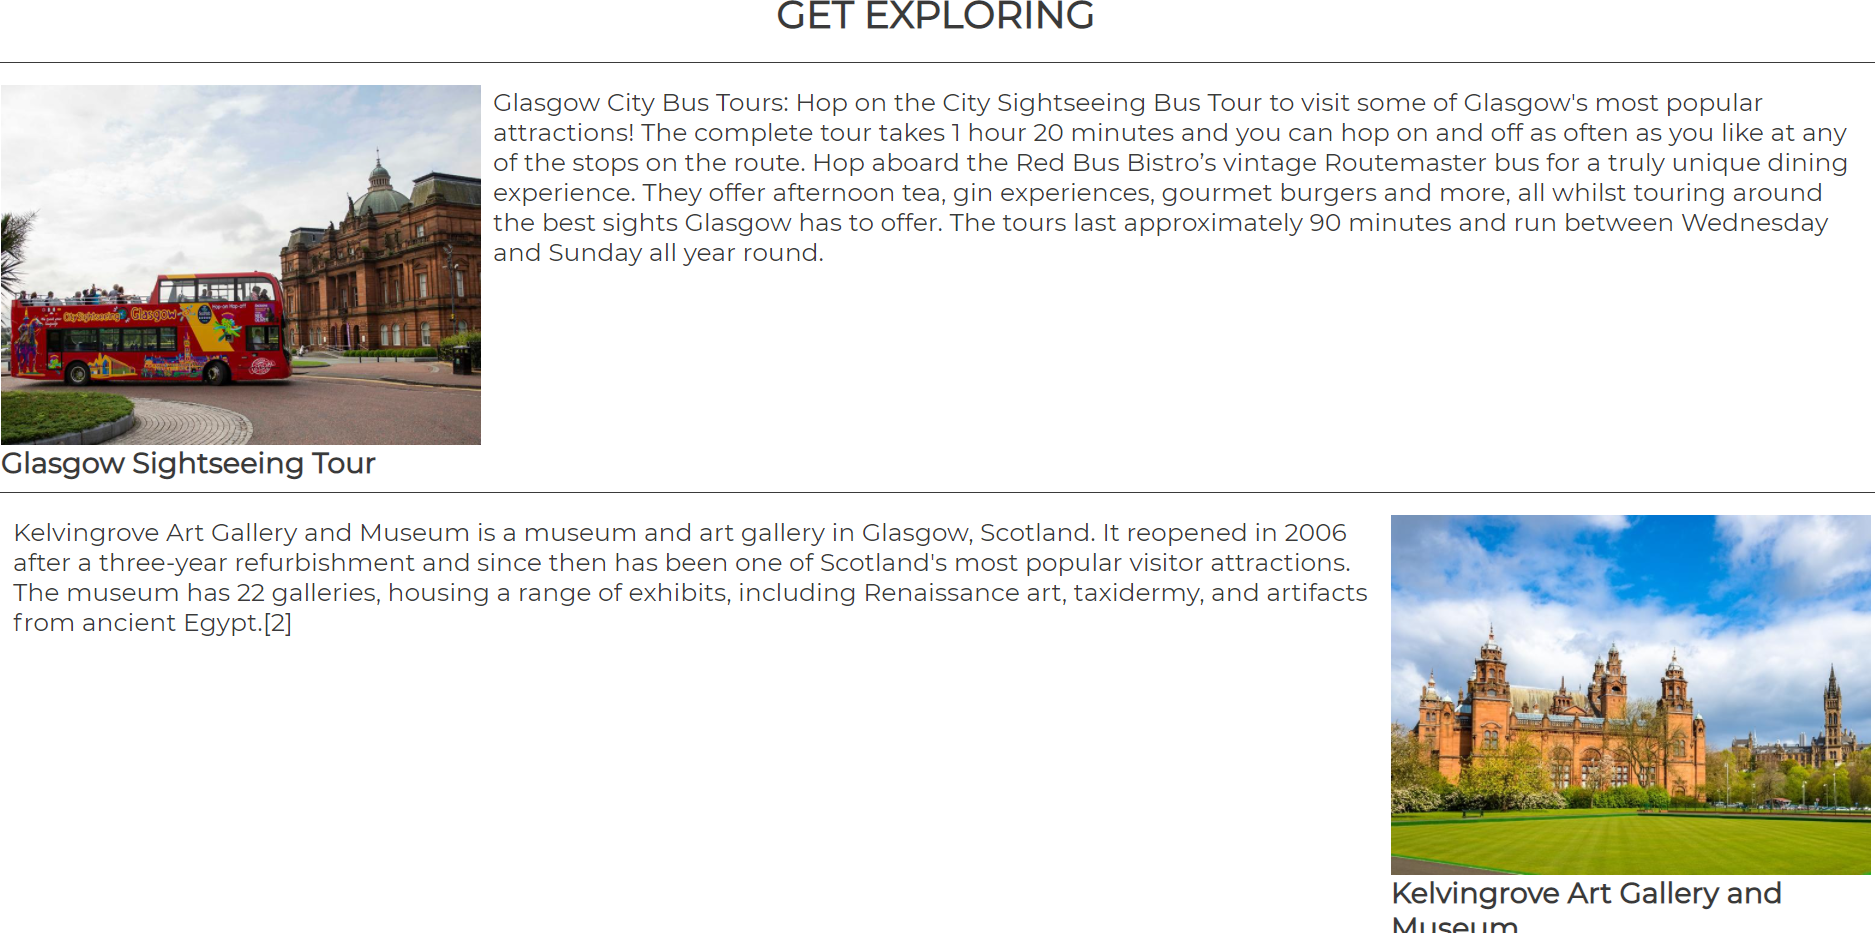 GET EXPLORING
Glasgow City Bus Tours: Hop on the City Sightseeing Bus Tour to visit some of Glasgow's most popular
attractions! The complete tour takes 1 hour 20 minutes and you can hop on and off as often as you like at any
of the stops on the route. Hop aboard the Red Bus Bistro’s vintage Routemaster bus for a truly unique dining
experience. They offer afternoon tea, gin experiences, gourmet burgers and more, all whilst touring around
the best sights Glasgow has to offer. The tours last approximately 90 minutes and run between Wednesday
and Sunday all year round.
CitySightseeing Glasgow
Hop-on Hop-off
Glasgow Sightseeing Tour
Kelvingrove Art Gallery and Museum is a museum and art gallery in Glasgow, Scotland. It reopened in 2006
after a three-year refurbishment and since then has been one of Scotland's most popular visitor attractions.
The museum has 22 galleries, housing a range of exhibits, including Renaissance art, taxidermy, and artifacts
from ancient Egypt.[2]
Kelvingrove Art Gallery and
Museum